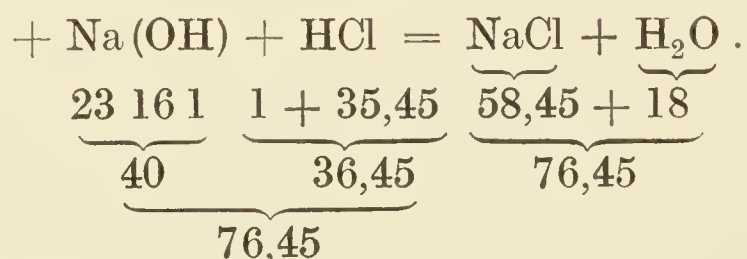 + Na(OH) + HCl = NaCl + H₂O.
23 16 1 1 + 35,45 58,45 + 18
40 36,45 76,45
76,45